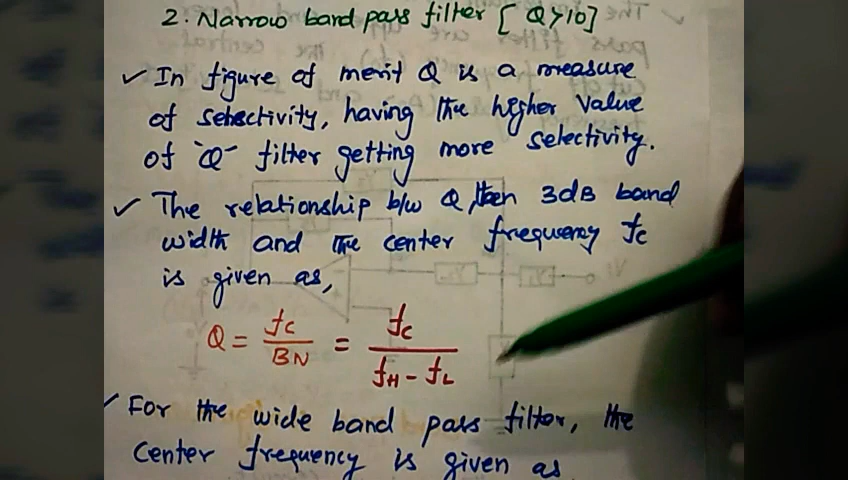 2. Narrow band pass filter [Q>10]
✓ In figure of merit Q is a measure
of selectivity, having the higher value
of "Q" filter getting more selectivity.
✓ The relationship b/w Q, then 3dB band
width and the center frequency fc
is given as,
Q = fc / BN = fc / fH - fL
✓ For the wide band pass filter, the
Center frequency is given as